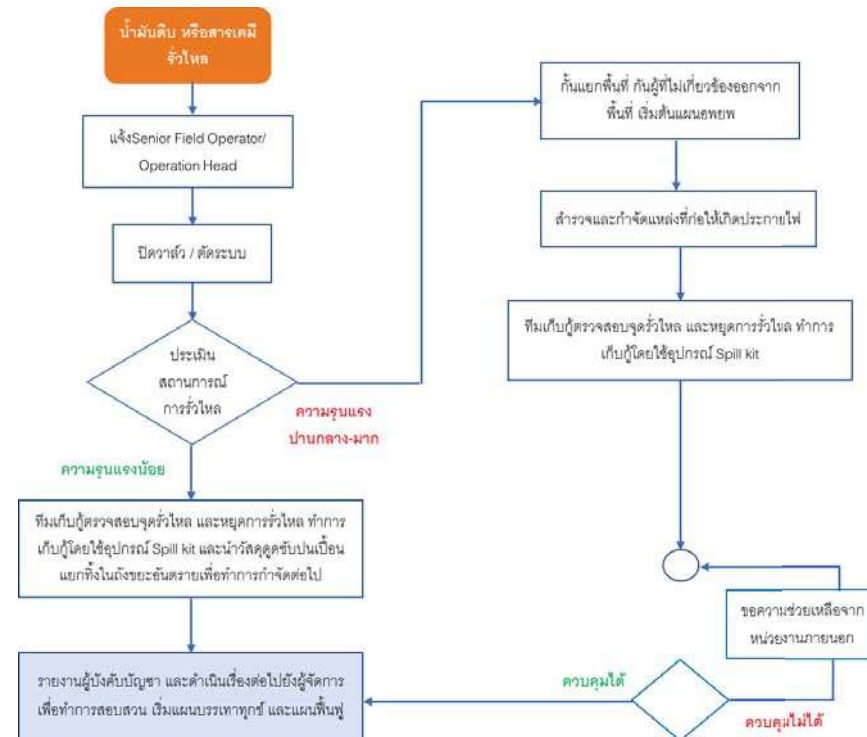 น้ำมันดิบ หรือสารเคมี
รั่วไหล
แจ้งSenior Field Operator/
Operation Head
ปิดวาล์ว / ตัดระบบ
ประเมิน
สถานการณ์
การรั่วไหล
ความรุนแรง
ปานกลาง-มาก
ความรุนแรงน้อย
ทีมเก็บกู้ตรวจสอบจุดรั่วไหล และหยุดการรั่วไหล ทำการ
เก็บกู้โดยใช้อุปกรณ์ Spill kit และนำวัสดุดูดซับปนเปื้อน
แยกทิ้งในถังขยะอันตรายเพื่อทำการกำจัดต่อไป
กั้นแยกพื้นที่ กันผู้ที่ไม่เกี่ยวข้องออกจาก
พื้นที่ เริ่มต้นแผนอพยพ
สำรวจและกำจัดแหล่งที่ก่อให้เกิดประกายไฟ
ทีมเก็บกู้ตรวจสอบจุดรั่วไหล และหยุดการรั่วไหล ทำการ
เก็บกู้โดยใช้อุปกรณ์ Spill kit
ขอความช่วยเหลือจาก
หน่วยงานภายนอก
ควบคุมได้
ควบคุมไม่ได้
รายงานผู้บังคับบัญชา และดำเนินเรื่องต่อไปยังผู้จัดการ
เพื่อทำการสอบสวน เริ่มแผนบรรเทาทุกข์ และแผนฟื้นฟู